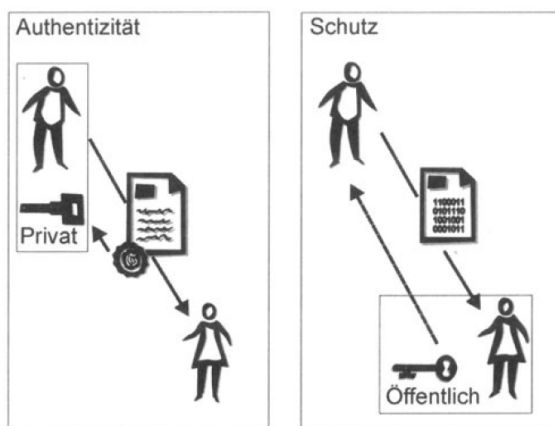 Authentizität
Privat
Schutz
1100011
0101110
1001001
0001011
Öffentlich